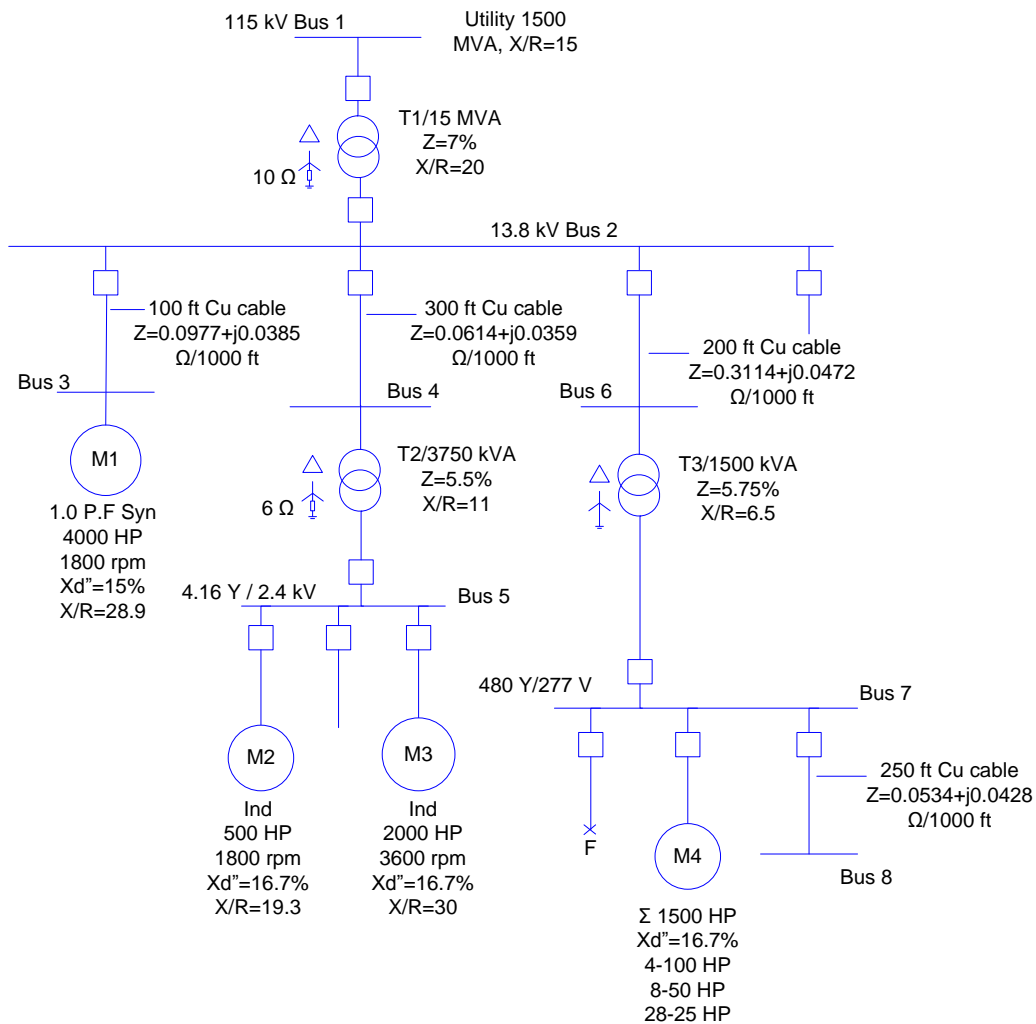 115 kV Bus 1
Utility 1500
MVA, X/R=15
T1/15 MVA
Z=7%
X/R=20
10 Ω
13.8 kV Bus 2
100 ft Cu cable
Z=0.0977+j0.0385
Ω/1000 ft
300 ft Cu cable
Z=0.0614+j0.0359
Ω/1000 ft
200 ft Cu cable
Z=0.3114+j0.0472
Ω/1000 ft
Bus 3
Bus 4
Bus 6
M1
1.0 P.F Syn
4000 HP
1800 rpm
Xd"=15%
X/R=28.9
T2/3750 kVA
Z=5.5%
X/R=11
6 Ω
T3/1500 kVA
Z=5.75%
X/R=6.5
4.16 Y / 2.4 kV
Bus 5
480 Y/277 V
Bus 7
M2
Ind
500 HP
1800 rpm
Xd"=16.7%
X/R=19.3
M3
Ind
2000 HP
3600 rpm
Xd"=16.7%
X/R=30
F
M4
Σ 1500 HP
Xd"=16.7%
4-100 HP
8-50 HP
28-25 HP
250 ft Cu cable
Z=0.0534+j0.0428
Ω/1000 ft
Bus 8